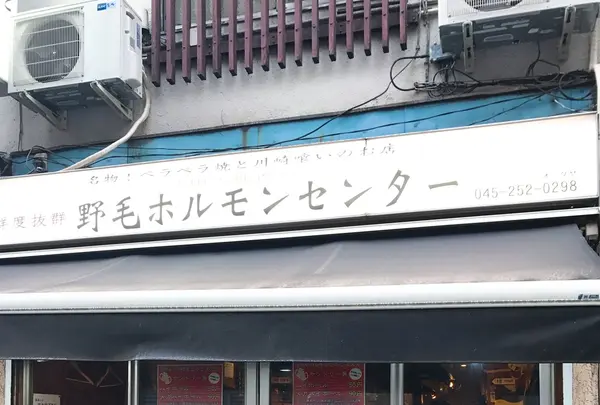 名物！ペラペラ焼と川崎喰いのお店
鮮度抜群 野毛ホルモンセンター 045-252-0298